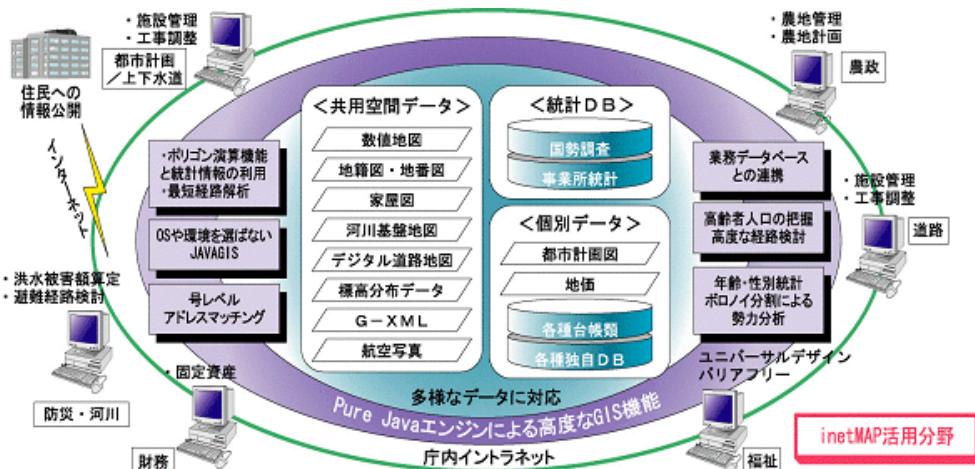 ・施設管理
・工事調整
都市計画
／上下水道
住民への
情報公開
インターネット
・農地管理
・農地計画
農政
＜共用空間データ＞
数値地図
地籍図・地番図
家屋図
河川基盤地図
デジタル道路地図
標高分布データ
G－XML
航空写真
＜統計ＤＢ＞
国勢調査
事業所統計
＜個別データ＞
都市計画図
地価
各種台帳類
各種独自ＤＢ
・ポリゴン演算機能
と統計情報の利用
・最短経路解析
OSや環境を選ばない
JAVAGIS
号レベル
アドレスマッチング
業務データベース
との連携
高齢者人口の把握
高度な経路検討
年齢・性別統計
ボロノイ分割による
勢力分析
・施設管理
・工事調整
道路
・洪水被害額算定
・避難経路検討
防災・河川
・固定資産
財務
多様なデータに対応
Pure Javaエンジンによる高度なGIS機能
庁内イントラネット
ユニバーサルデザイン
バリアフリー
福祉
inetMAP活用分野